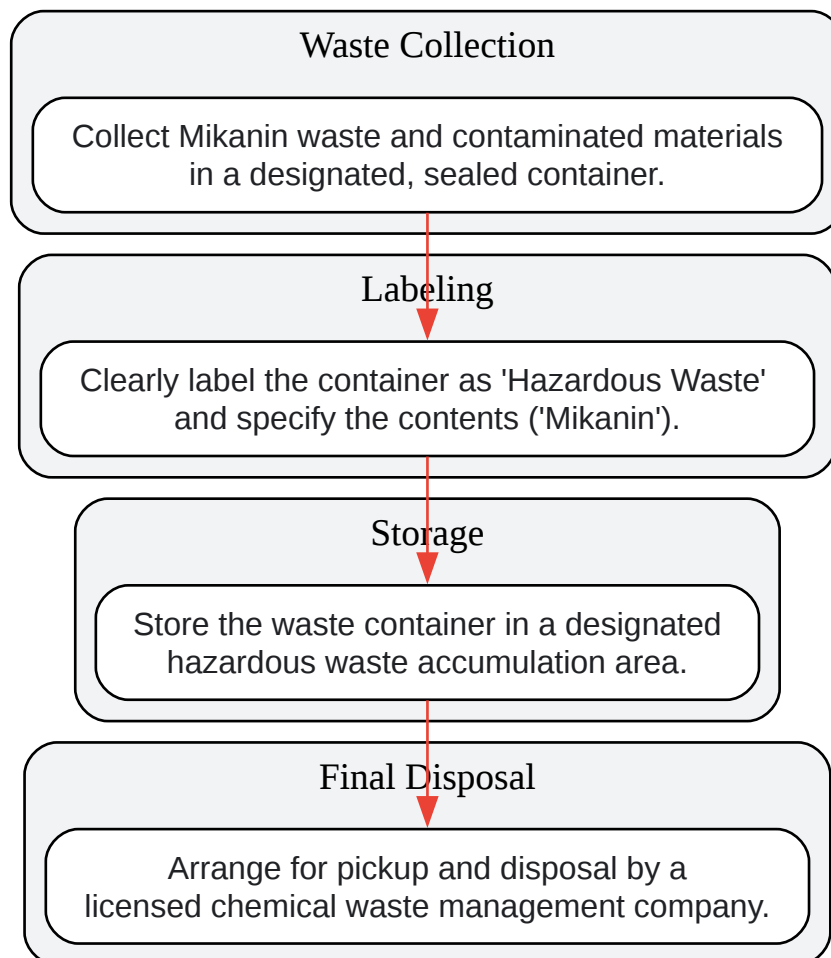 Waste Collection
Collect Mikanin waste and contaminated materials
in a designated, sealed container.
Labeling
Clearly label the container as 'Hazardous Waste'
and specify the contents ('Mikanin').
Storage
Store the waste container in a designated
hazardous waste accumulation area.
Final Disposal
Arrange for pickup and disposal by a
licensed chemical waste management company.